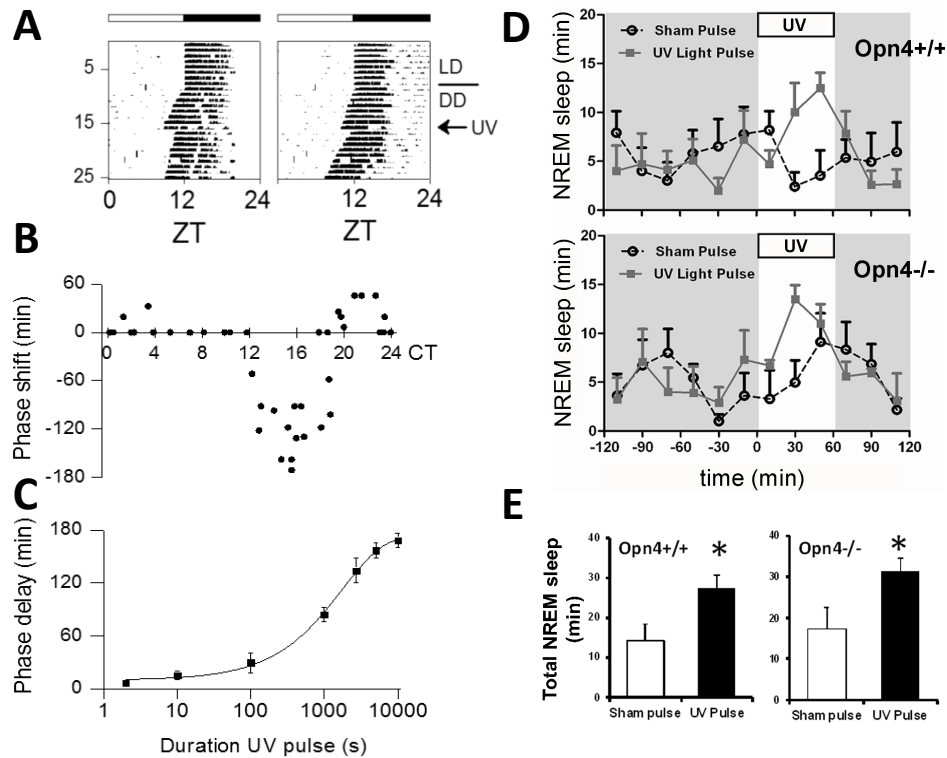 A
LD
DD
UV
5
15
25
0
12
24
0
12
24
ZT
ZT
B
Phase shift (min)
60
0
-60
-120
-180
0
4
8
12
16
20
24
CT
C
Phase delay (min)
180
120
60
0
1
10
100
1000
10000
Duration UV pulse (s)
D
NREM sleep (min)
20
15
10
5
0
Sham Pulse
UV Light Pulse
UV
Opn4+/+
NREM sleep (min)
20
15
10
5
0
Sham Pulse
UV Light Pulse
UV
Opn4-/-
-120
-90
-60
-30
0
30
60
90
120
time (min)
E
Total NREM sleep
(min)
40
30
20
10
0
Opn4+/+
*
Sham pulse
UV Pulse
40
30
20
10
0
Opn4-/-
*
Sham pulse
UV Pulse